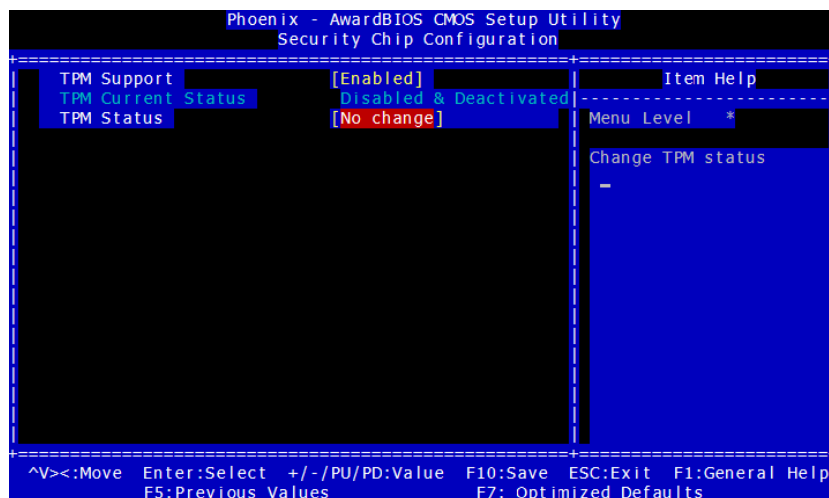 Phoenix - AwardBIOS CMOS Setup Utility
Security Chip Configuration
TPM Support [Enabled] Item Help
TPM Current Status Disabled & Deactivated
TPM Status [No change] Menu Level *
Change TPM status
^V><:Move Enter:Select +/-/PU/PD:Value F10:Save ESC:Exit F1:General Help
F5:Previous Values F7: Optimized Defaults